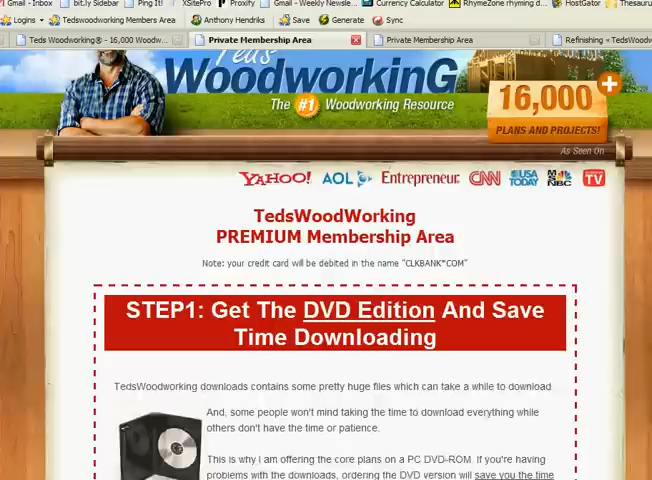 Gmail - Inbox bit.ly Sidebar Ping It! XSitePro Proxify Gmail - Weekly Newsle... Currency Calculator RhymeZone rhyming d... HostGator Thesauru
Logins Tedswoodworking Members Area Anthony Hendriks Save Generate Sync
Teds Woodworking® - 16,000 Woodw... Private Membership Area Private Membership Area Refinishing «TedsWoodw
Teds
WoodworkinG
The #1 Woodworking Resource
16,000
PLANS AND PROJECTS!
As Seen On
YAHOO! AOL Entrepreneur CNN USA TODAY MSNBC As Seen On TV
TedsWoodWorking
PREMIUM Membership Area
Note: your credit card will be debited in the name "CLKBANK*COM"
STEP1: Get The DVD Edition And Save
Time Downloading
TedsWoodworking downloads contains some pretty huge files which can take a while to download
And, some people won't mind taking the time to download everything while
others don't have the time or patience.
This is why I am offering the core plans on a PC DVD-ROM. If you're having
problems with the downloads, ordering the DVD version will save you the time